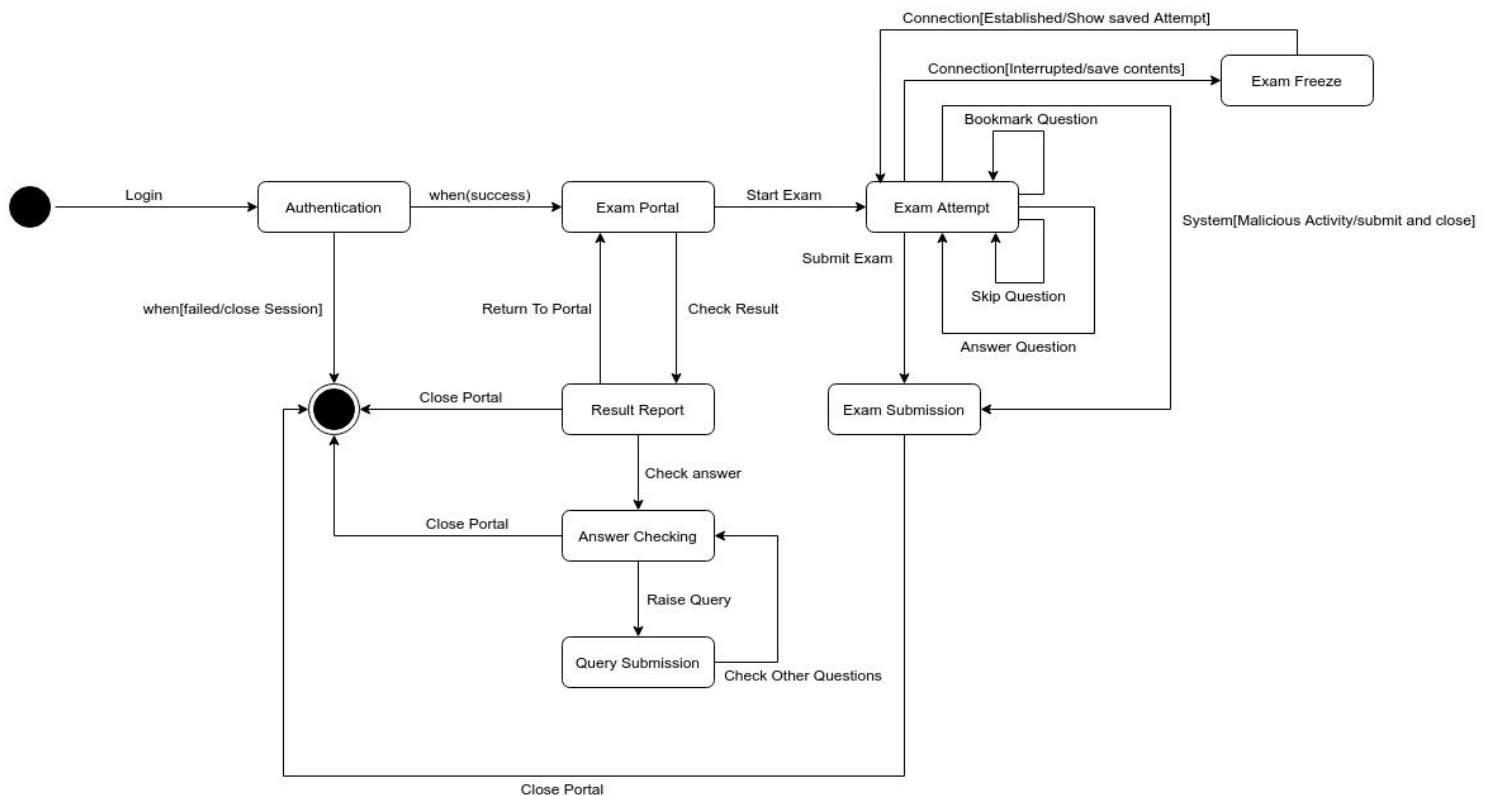 Connection[Established/Show saved Attempt]
Connection[Interrupted/save contents]
Exam Freeze
Bookmark Question
Login
Authentication
when(success)
Exam Portal
Start Exam
Exam Attempt
System[Malicious Activity/submit and close]
Submit Exam
Skip Question
when[failed/close Session]
Return To Portal
Check Result
Answer Question
Close Portal
Result Report
Exam Submission
Check answer
Close Portal
Answer Checking
Raise Query
Query Submission
Check Other Questions
Close Portal